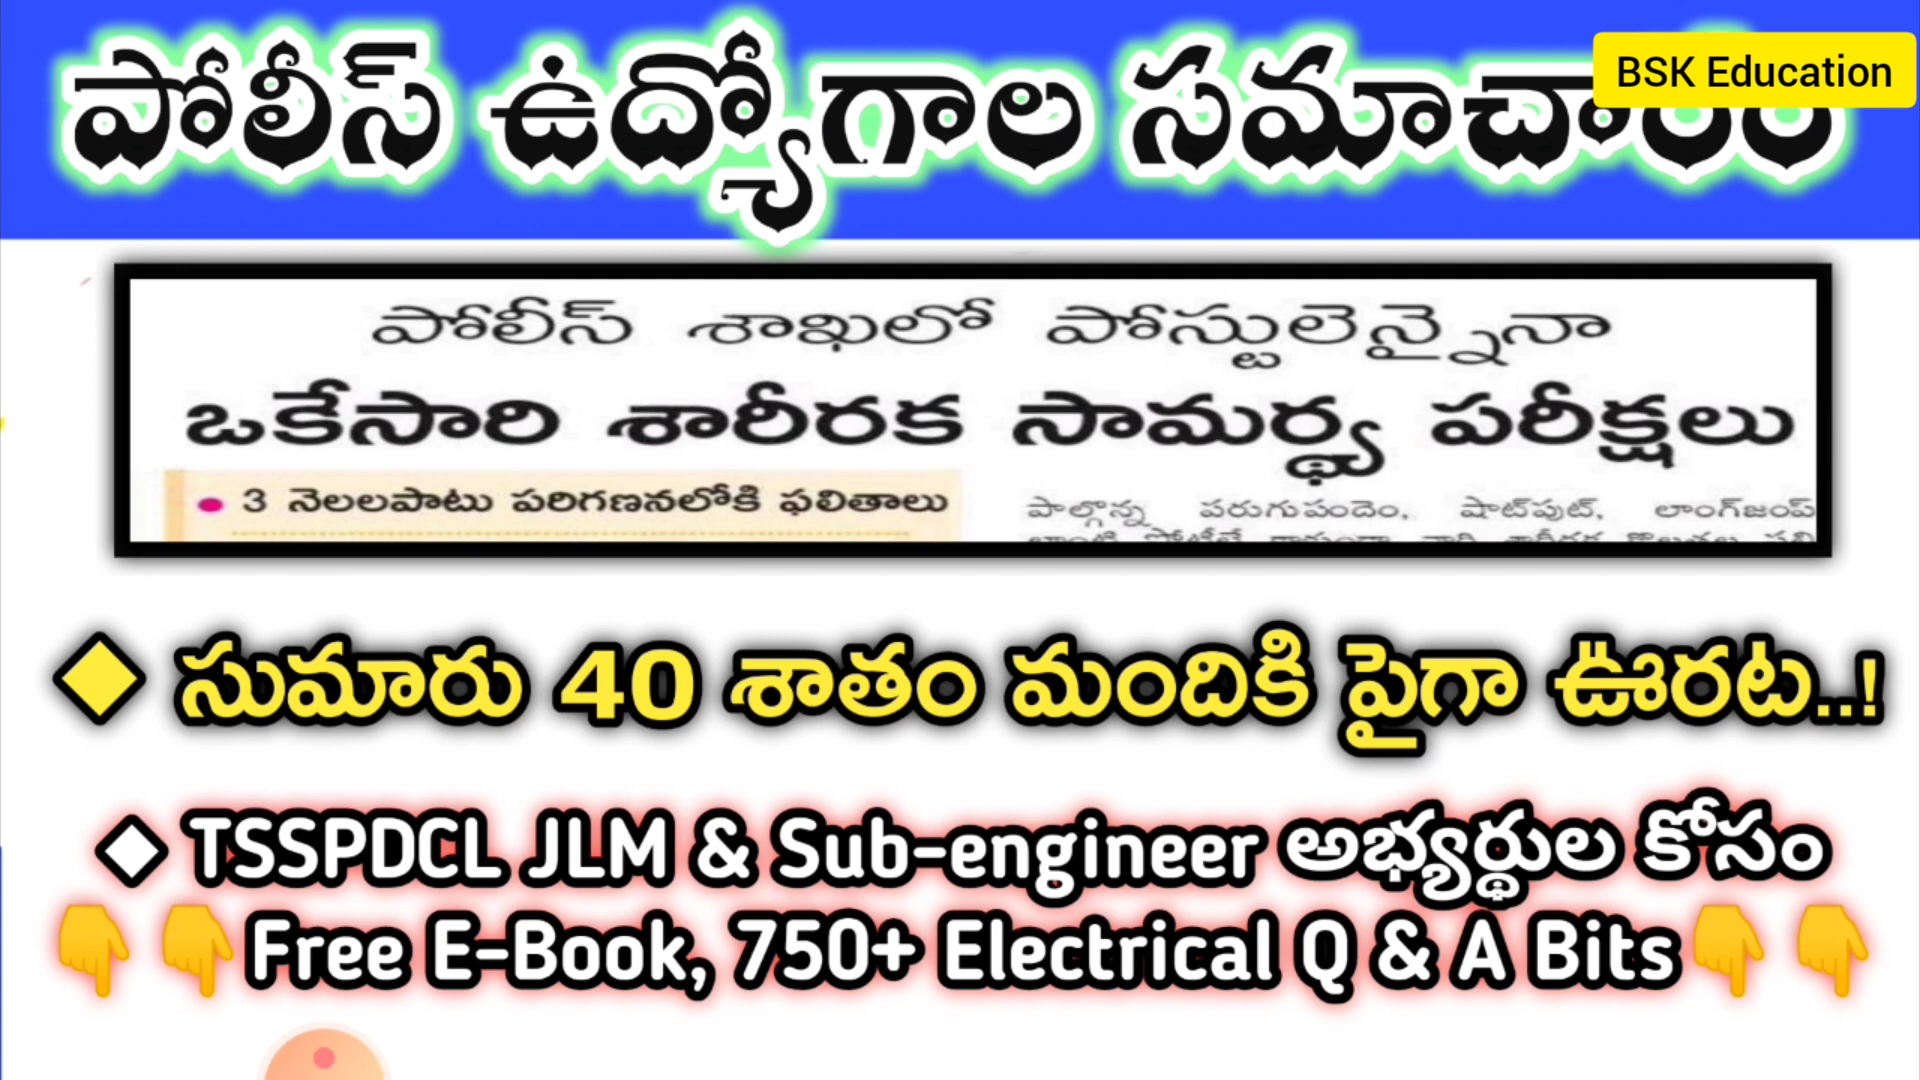 పోలీస్ ఉద్యోగాల సమాచారం
BSK Education
పోలీస్ శాఖలో పోస్టులెన్నైనా
ఒకేసారి శారీరక సామర్థ్య పరీక్షలు
● 3 నెలలపాటు పరిగణనలోకి ఫలితాలు
పాల్గొన్న పరుగుపందెం, షాట్‌పుట్, లాంగ్‌జంప్
◆ సుమారు 40 శాతం మందికి పైగా ఊరట..!
◆ TSSPDCL JLM & Sub-engineer అభ్యర్థుల కోసం
👇👇 Free E-Book, 750+ Electrical Q & A Bits👇👇